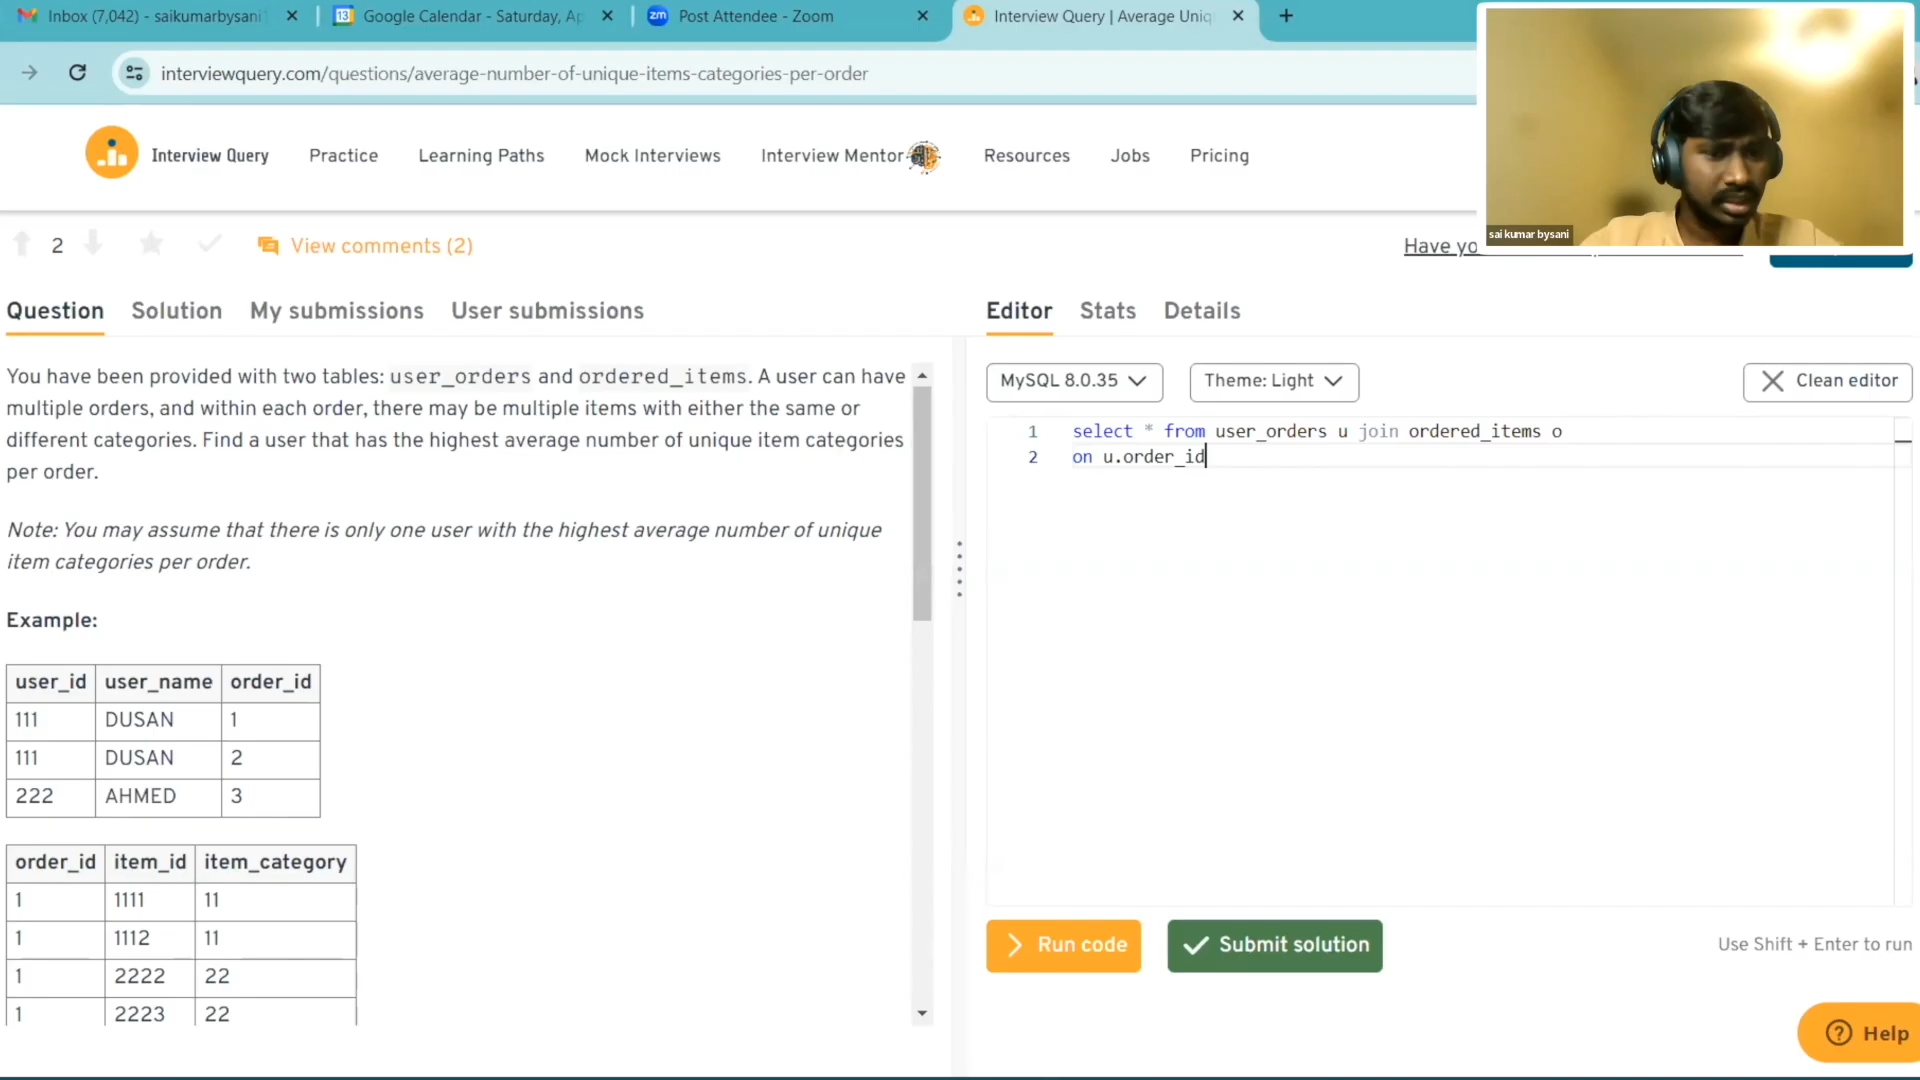 Inbox (7,042) - saikumarbysani
Google Calendar - Saturday, Ap
zm Post Attendee - Zoom
Interview Query | Average Uniq
interviewquery.com/questions/average-number-of-unique-items-categories-per-order
Interview Query
Practice
Learning Paths
Mock Interviews
Interview Mentor
Resources
Jobs
Pricing
sai kumar bysani
2
View comments (2)
Have yo
Question
Solution
My submissions
User submissions
You have been provided with two tables: user_orders and ordered_items. A user can have
multiple orders, and within each order, there may be multiple items with either the same or
different categories. Find a user that has the highest average number of unique item categories
per order.
Note: You may assume that there is only one user with the highest average number of unique
item categories per order.
Example:
user_id user_name order_id
111 DUSAN 1
111 DUSAN 2
222 AHMED 3
order_id item_id item_category
1 1111 11
1 1112 11
1 2222 22
1 2223 22
Editor
Stats
Details
MySQL 8.0.35
Theme: Light
Clean editor
1 select * from user_orders u join ordered_items o
2 on u.order_id
Run code
Submit solution
Use Shift + Enter to run
Help